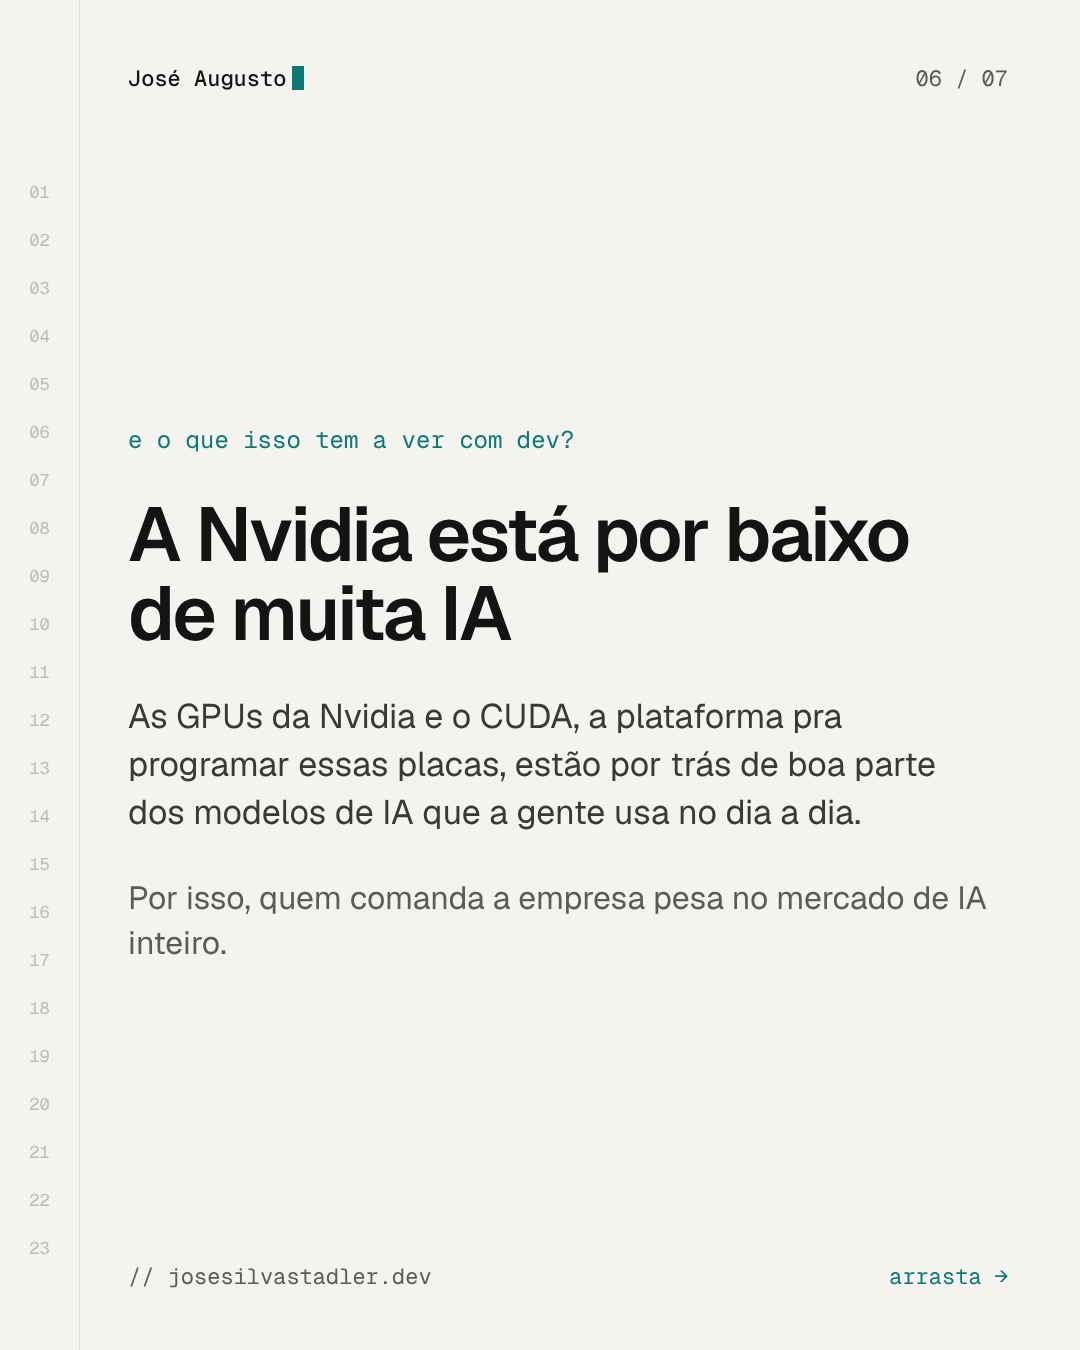 José Augusto
06 / 07
01
02
03
04
05
06
e o que isso tem a ver com dev?
07
08
A Nvidia está por baixo
09
de muita IA
10
11
12
As GPUs da Nvidia e o CUDA, a plataforma pra
13
programar essas placas, estão por trás de boa parte
14
dos modelos de IA que a gente usa no dia a dia.
15
16
Por isso, quem comanda a empresa pesa no mercado de IA
17
inteiro.
18
19
20
21
22
23
// josesilvastadler.dev
arrasta →